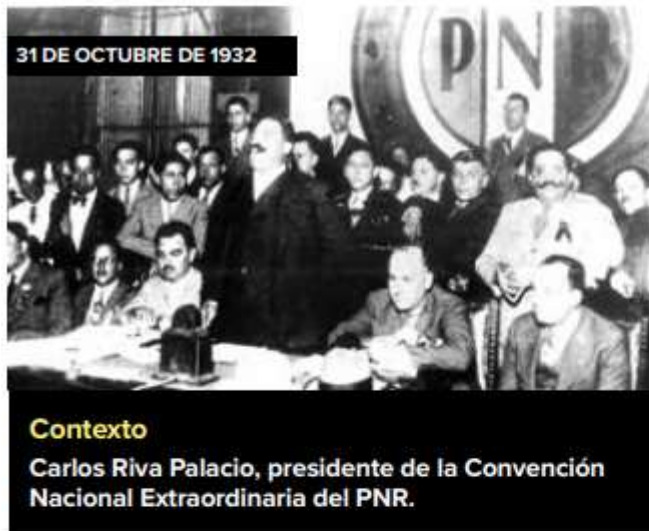 31 DE OCTUBRE DE 1932
PNR
Contexto
Carlos Riva Palacio, presidente de la Convención
Nacional Extraordinaria del PNR.